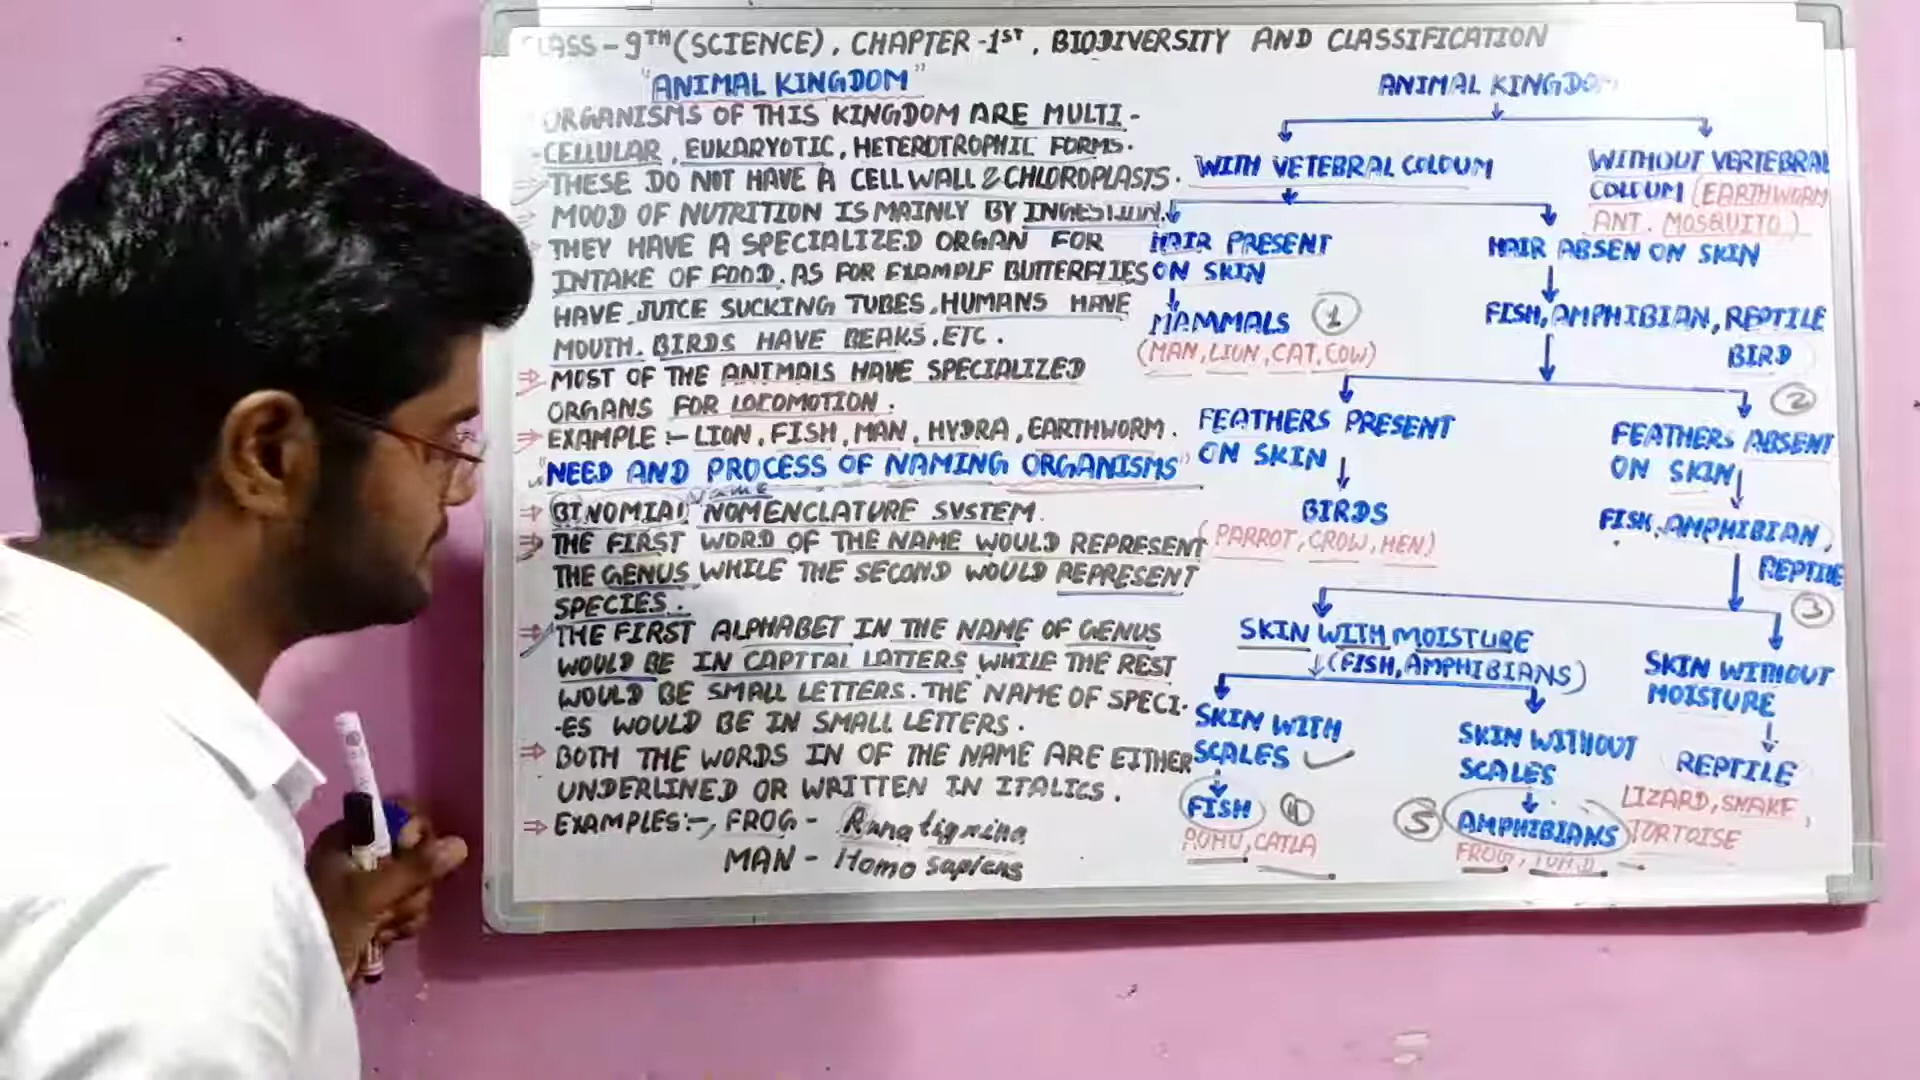 CLASS-9TH (SCIENCE), CHAPTER-1ST, BIODIVERSITY AND CLASSIFICATION
"ANIMAL KINGDOM"
ORGANISMS OF THIS KINGDOM ARE MULTI-
-CELLULAR, EUKARYOTIC, HETEROTROPHIC FORMS.
⇒ THESE DO NOT HAVE A CELL WALL & CHLOROPLASTS.
⇒ MOOD OF NUTRITION IS MAINLY BY INGESTION.
⇒ THEY HAVE A SPECIALIZED ORGAN FOR
INTAKE OF FOOD. AS FOR EXAMPLE BUTTERFLIES
HAVE JUICE SUCKING TUBES, HUMANS HAVE
MOUTH. BIRDS HAVE BEAKS, ETC.
⇒ MOST OF THE ANIMALS HAVE SPECIALIZED
ORGANS FOR LOCOMOTION.
⇒ EXAMPLE :- LION, FISH, MAN, HYDRA, EARTHWORM.
"NEED AND PROCESS OF NAMING ORGANISMS"
Name
⇒ BINOMIAL NOMENCLATURE SYSTEM.
⇒ THE FIRST WORD OF THE NAME WOULD REPRESENT
THE GENUS WHILE THE SECOND WOULD REPRESENT
SPECIES.
⇒ THE FIRST ALPHABET IN THE NAME OF GENUS
WOULD BE IN CAPITAL LATTERS WHILE THE REST
WOULD BE SMALL LETTERS. THE NAME OF SPECI-
-ES WOULD BE IN SMALL LETTERS.
⇒ BOTH THE WORDS IN OF THE NAME ARE EITHER
UNDERLINED OR WRITTEN IN ITALICS.
⇒ EXAMPLES:-, FROG - Rana tigrina
MAN - Homo sapiens
ANIMAL KINGDOM
WITH VETEBRAL COLOUM
WITHOUT VERTEBRAL
COLOUM (EARTHWORM
ANT. MOSQUITO)
HAIR PRESENT
ON SKIN
HAIR ABSEN ON SKIN
MAMMALS 1
(MAN, LION, CAT, COW)
FISH, AMPHIBIAN, REPTILE
BIRD
2
FEATHERS PRESENT
ON SKIN
FEATHERS ABSENT
ON SKIN
BIRDS
(PARROT, CROW, HEN)
FISH, AMPHIBIAN,
REPTILE
3
SKIN WITH MOISTURE
(FISH, AMPHIBIANS)
SKIN WITHOUT
MOISTURE
SKIN WITH
SCALES
SKIN WITHOUT
SCALES
REPTILE
LIZARD, SNAKE,
TORTOISE
FISH 4
ROHU, CATLA
5 AMPHIBIANS
FROG,